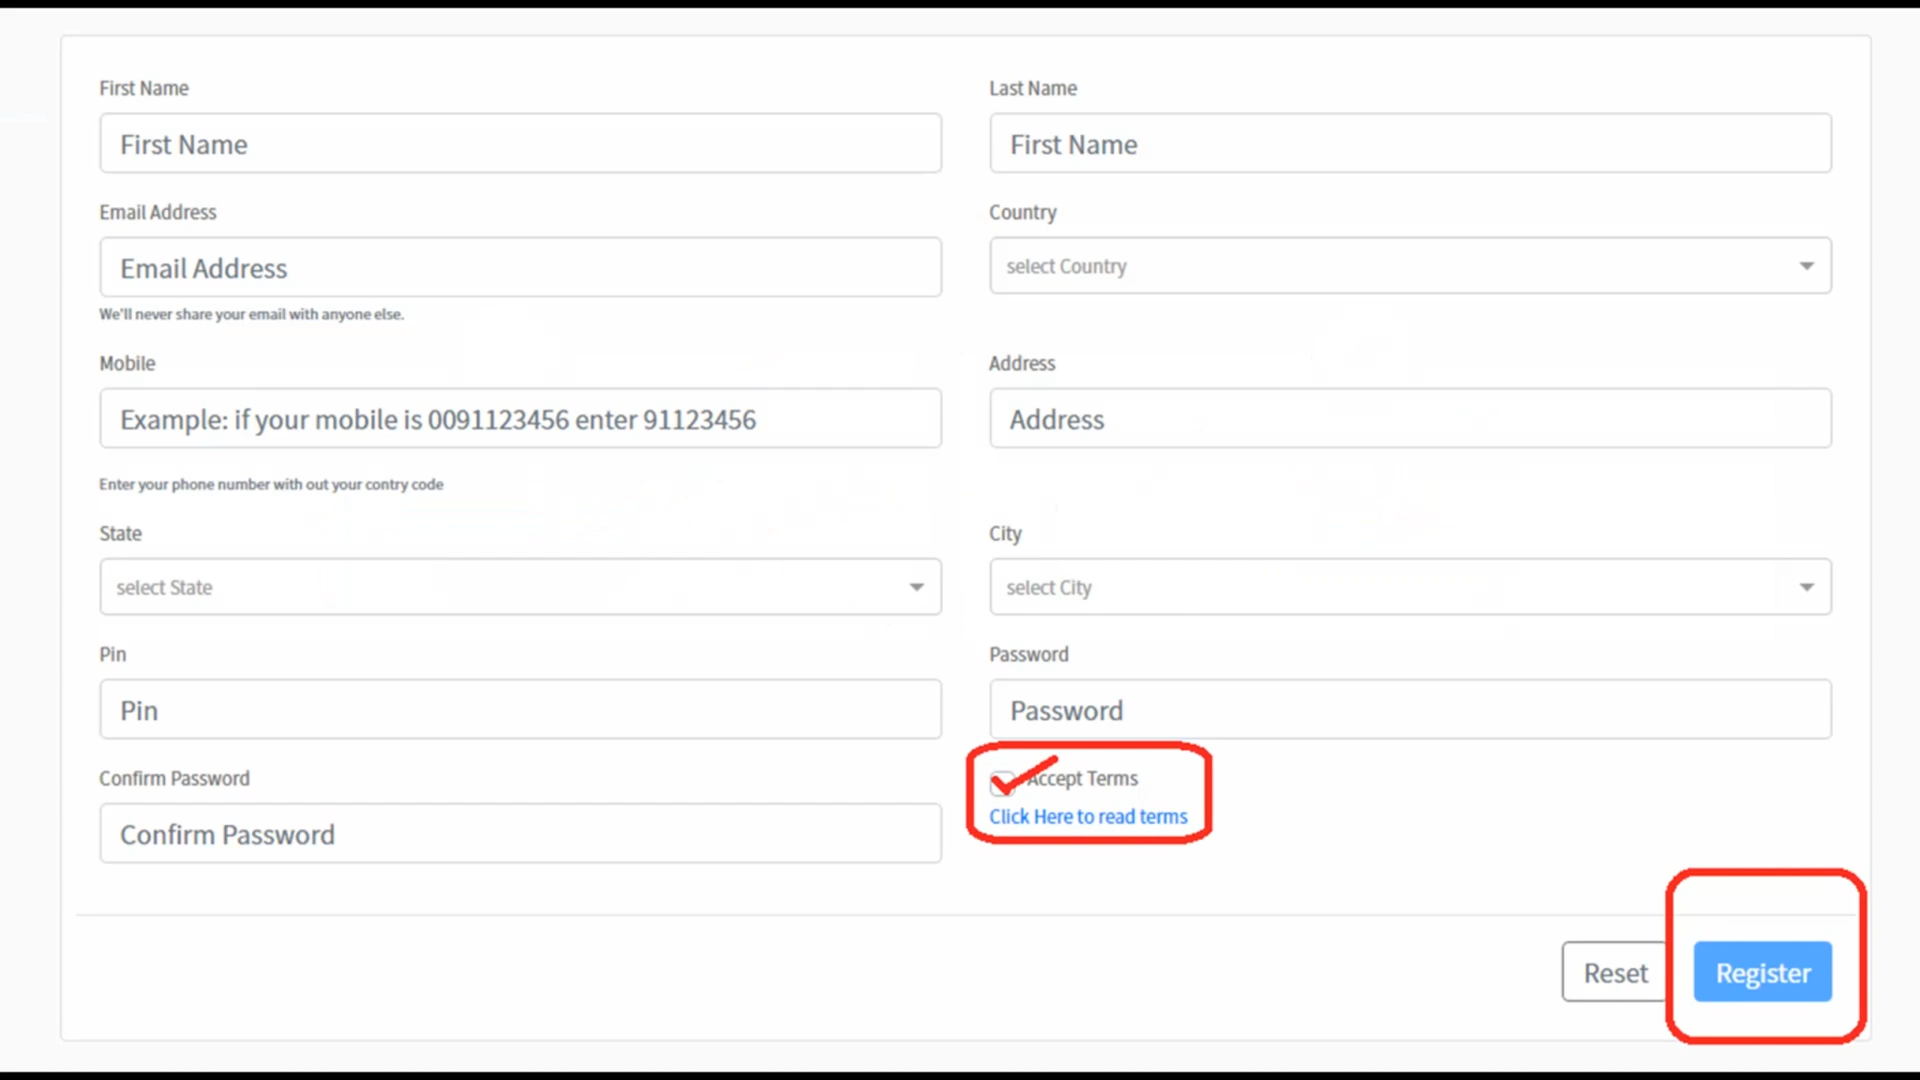 First Name
Last Name
First Name
First Name
Email Address
Country
Email Address
select Country
We'll never share your email with anyone else.
Mobile
Address
Example: if your mobile is 0091123456 enter 91123456
Address
Enter your phone number with out your contry code
State
City
select State
select City
Pin
Password
Pin
Password
Confirm Password
Accept Terms
Click Here to read terms
Confirm Password
Reset
Register